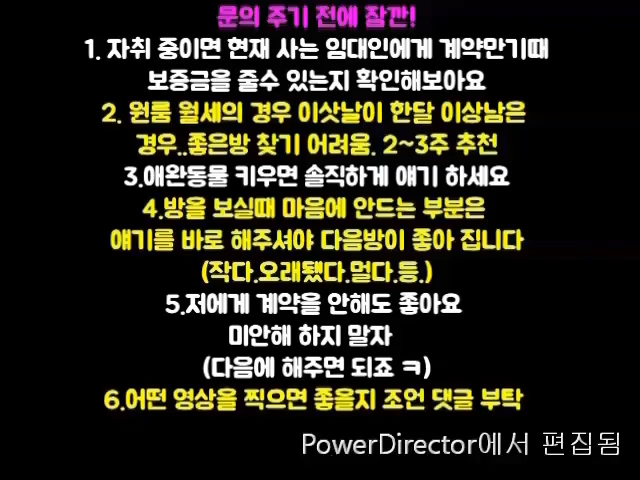 문의 주기 전에 잠깐!
1. 자취 중이면 현재 사는 임대인에게 계약만기때
보증금을 줄수 있는지 확인해보아요
2. 원룸 월세의 경우 이삿날이 한달 이상남은
경우..좋은방 찾기 어려움. 2~3주 추천
3.애완동물 키우면 솔직하게 얘기 하세요
4.방을 보실때 마음에 안드는 부분은
얘기를 바로 해주셔야 다음방이 좋아 집니다
(작다.오래됐다.멀다.등.)
5.저에게 계약을 안해도 좋아요
미안해 하지 말자
(다음에 해주면 되죠 ㅋ)
6.어떤 영상을 찍으면 좋을지 조언 댓글 부탁
PowerDirector에서 편집됨